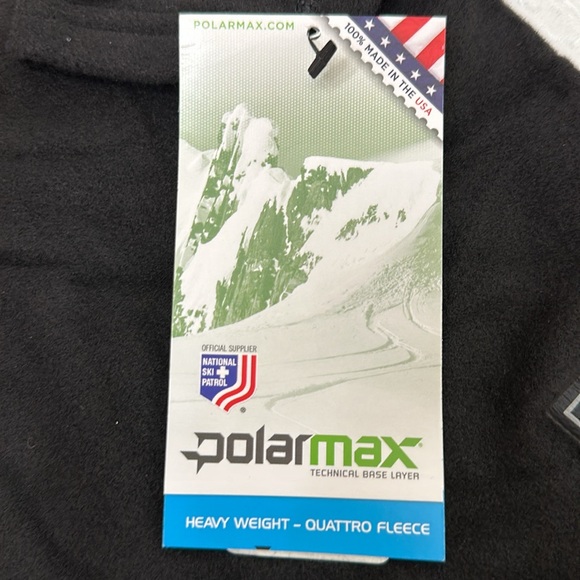 POLARMAX.COM
100% MADE IN THE USA
OFFICIAL SUPPLIER
NATIONAL
SKI
PATROL
®
polarmax®
TECHNICAL BASE LAYER
HEAVY WEIGHT – QUATTRO FLEECE